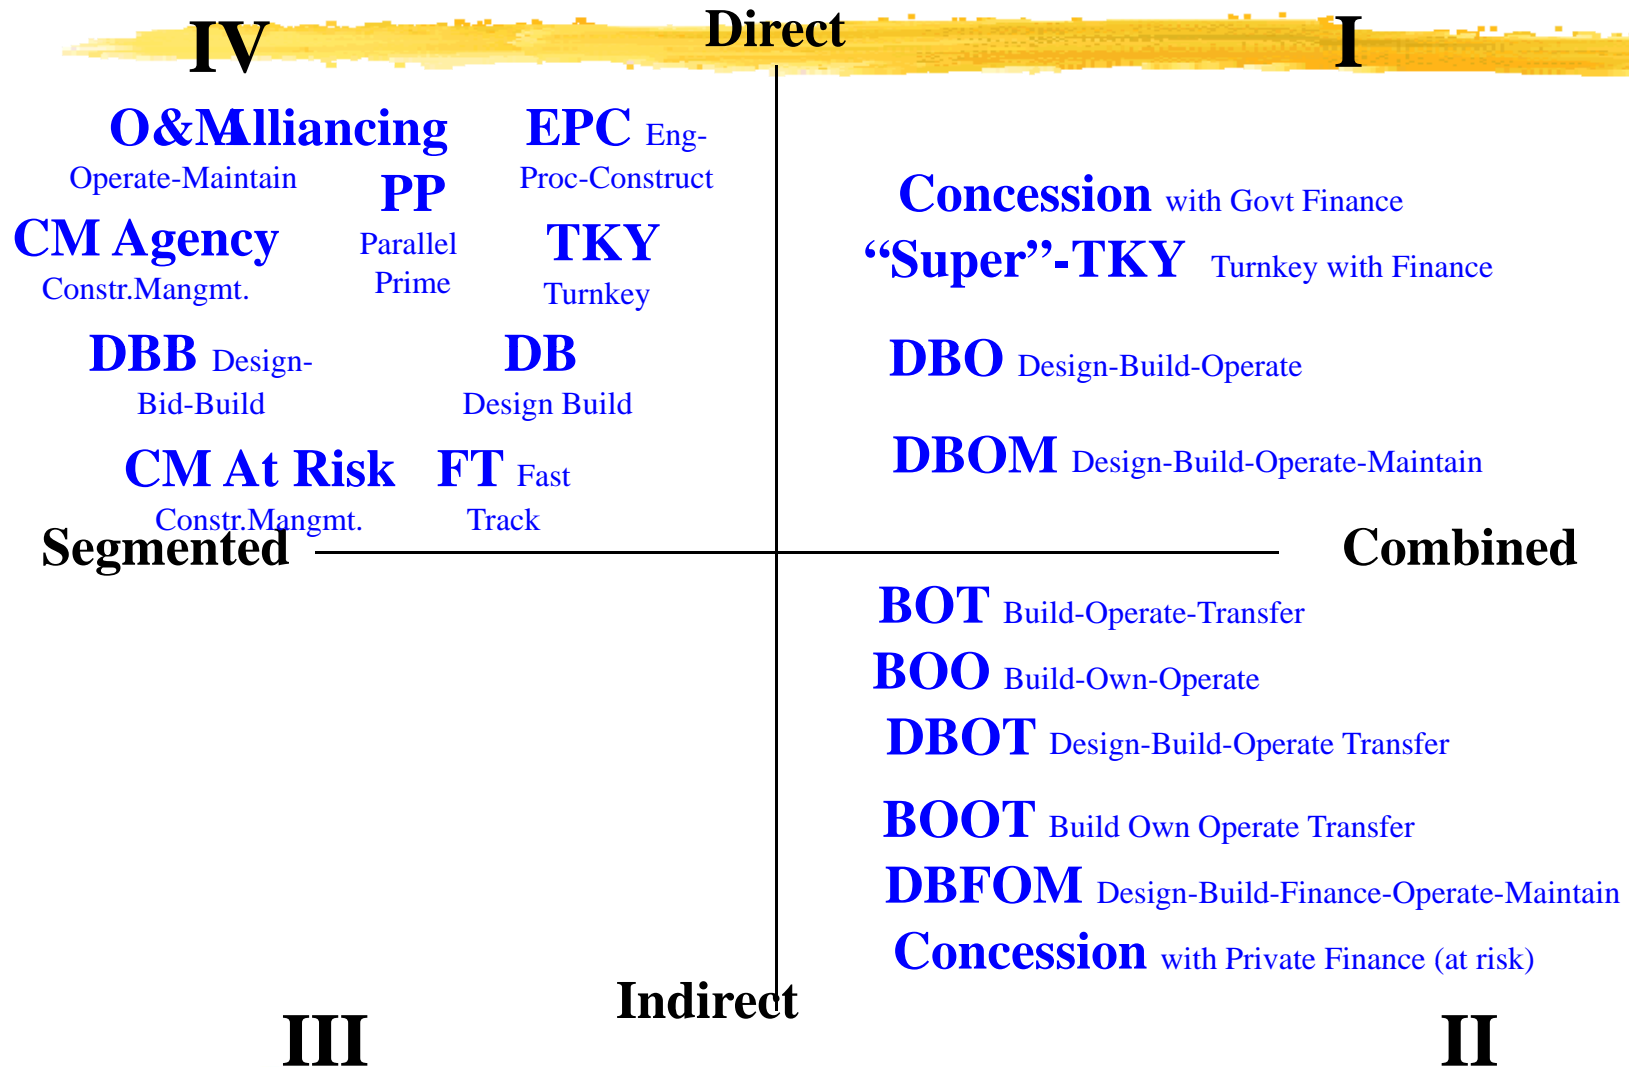 IV
Direct
I
O&M Alliancing
EPC Eng-
Operate-Maintain
Proc-Construct
PP
Parallel
Prime
CM Agency
Constr.Mangmt.
TKY
Turnkey
DBB Design-
Bid-Build
DB
Design Build
CM At Risk
Constr.Mangmt.
FT Fast
Track
Concession with Govt Finance
“Super”-TKY Turnkey with Finance
DBO Design-Build-Operate
DBOM Design-Build-Operate-Maintain
Segmented
Combined
BOT Build-Operate-Transfer
BOO Build-Own-Operate
DBOT Design-Build-Operate Transfer
BOOT Build Own Operate Transfer
DBFOM Design-Build-Finance-Operate-Maintain
Concession with Private Finance (at risk)
Indirect
III
II